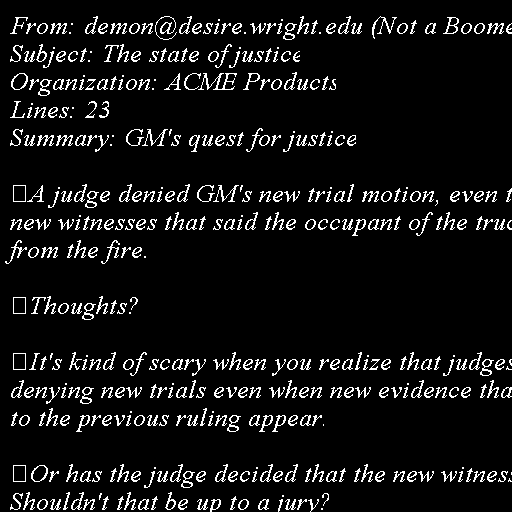 From: demon@desire.wright.edu (Not a Boome
Subject: The state of justice
Organization: ACME Products
Lines: 23
Summary: GM's quest for justice
A judge denied GM's new trial motion, even t
new witnesses that said the occupant of the truc
from the fire.
Thoughts?
It's kind of scary when you realize that judges
denying new trials even when new evidence tha
to the previous ruling appear.
Or has the judge decided that the new witness
Shouldn't that be up to a jury?